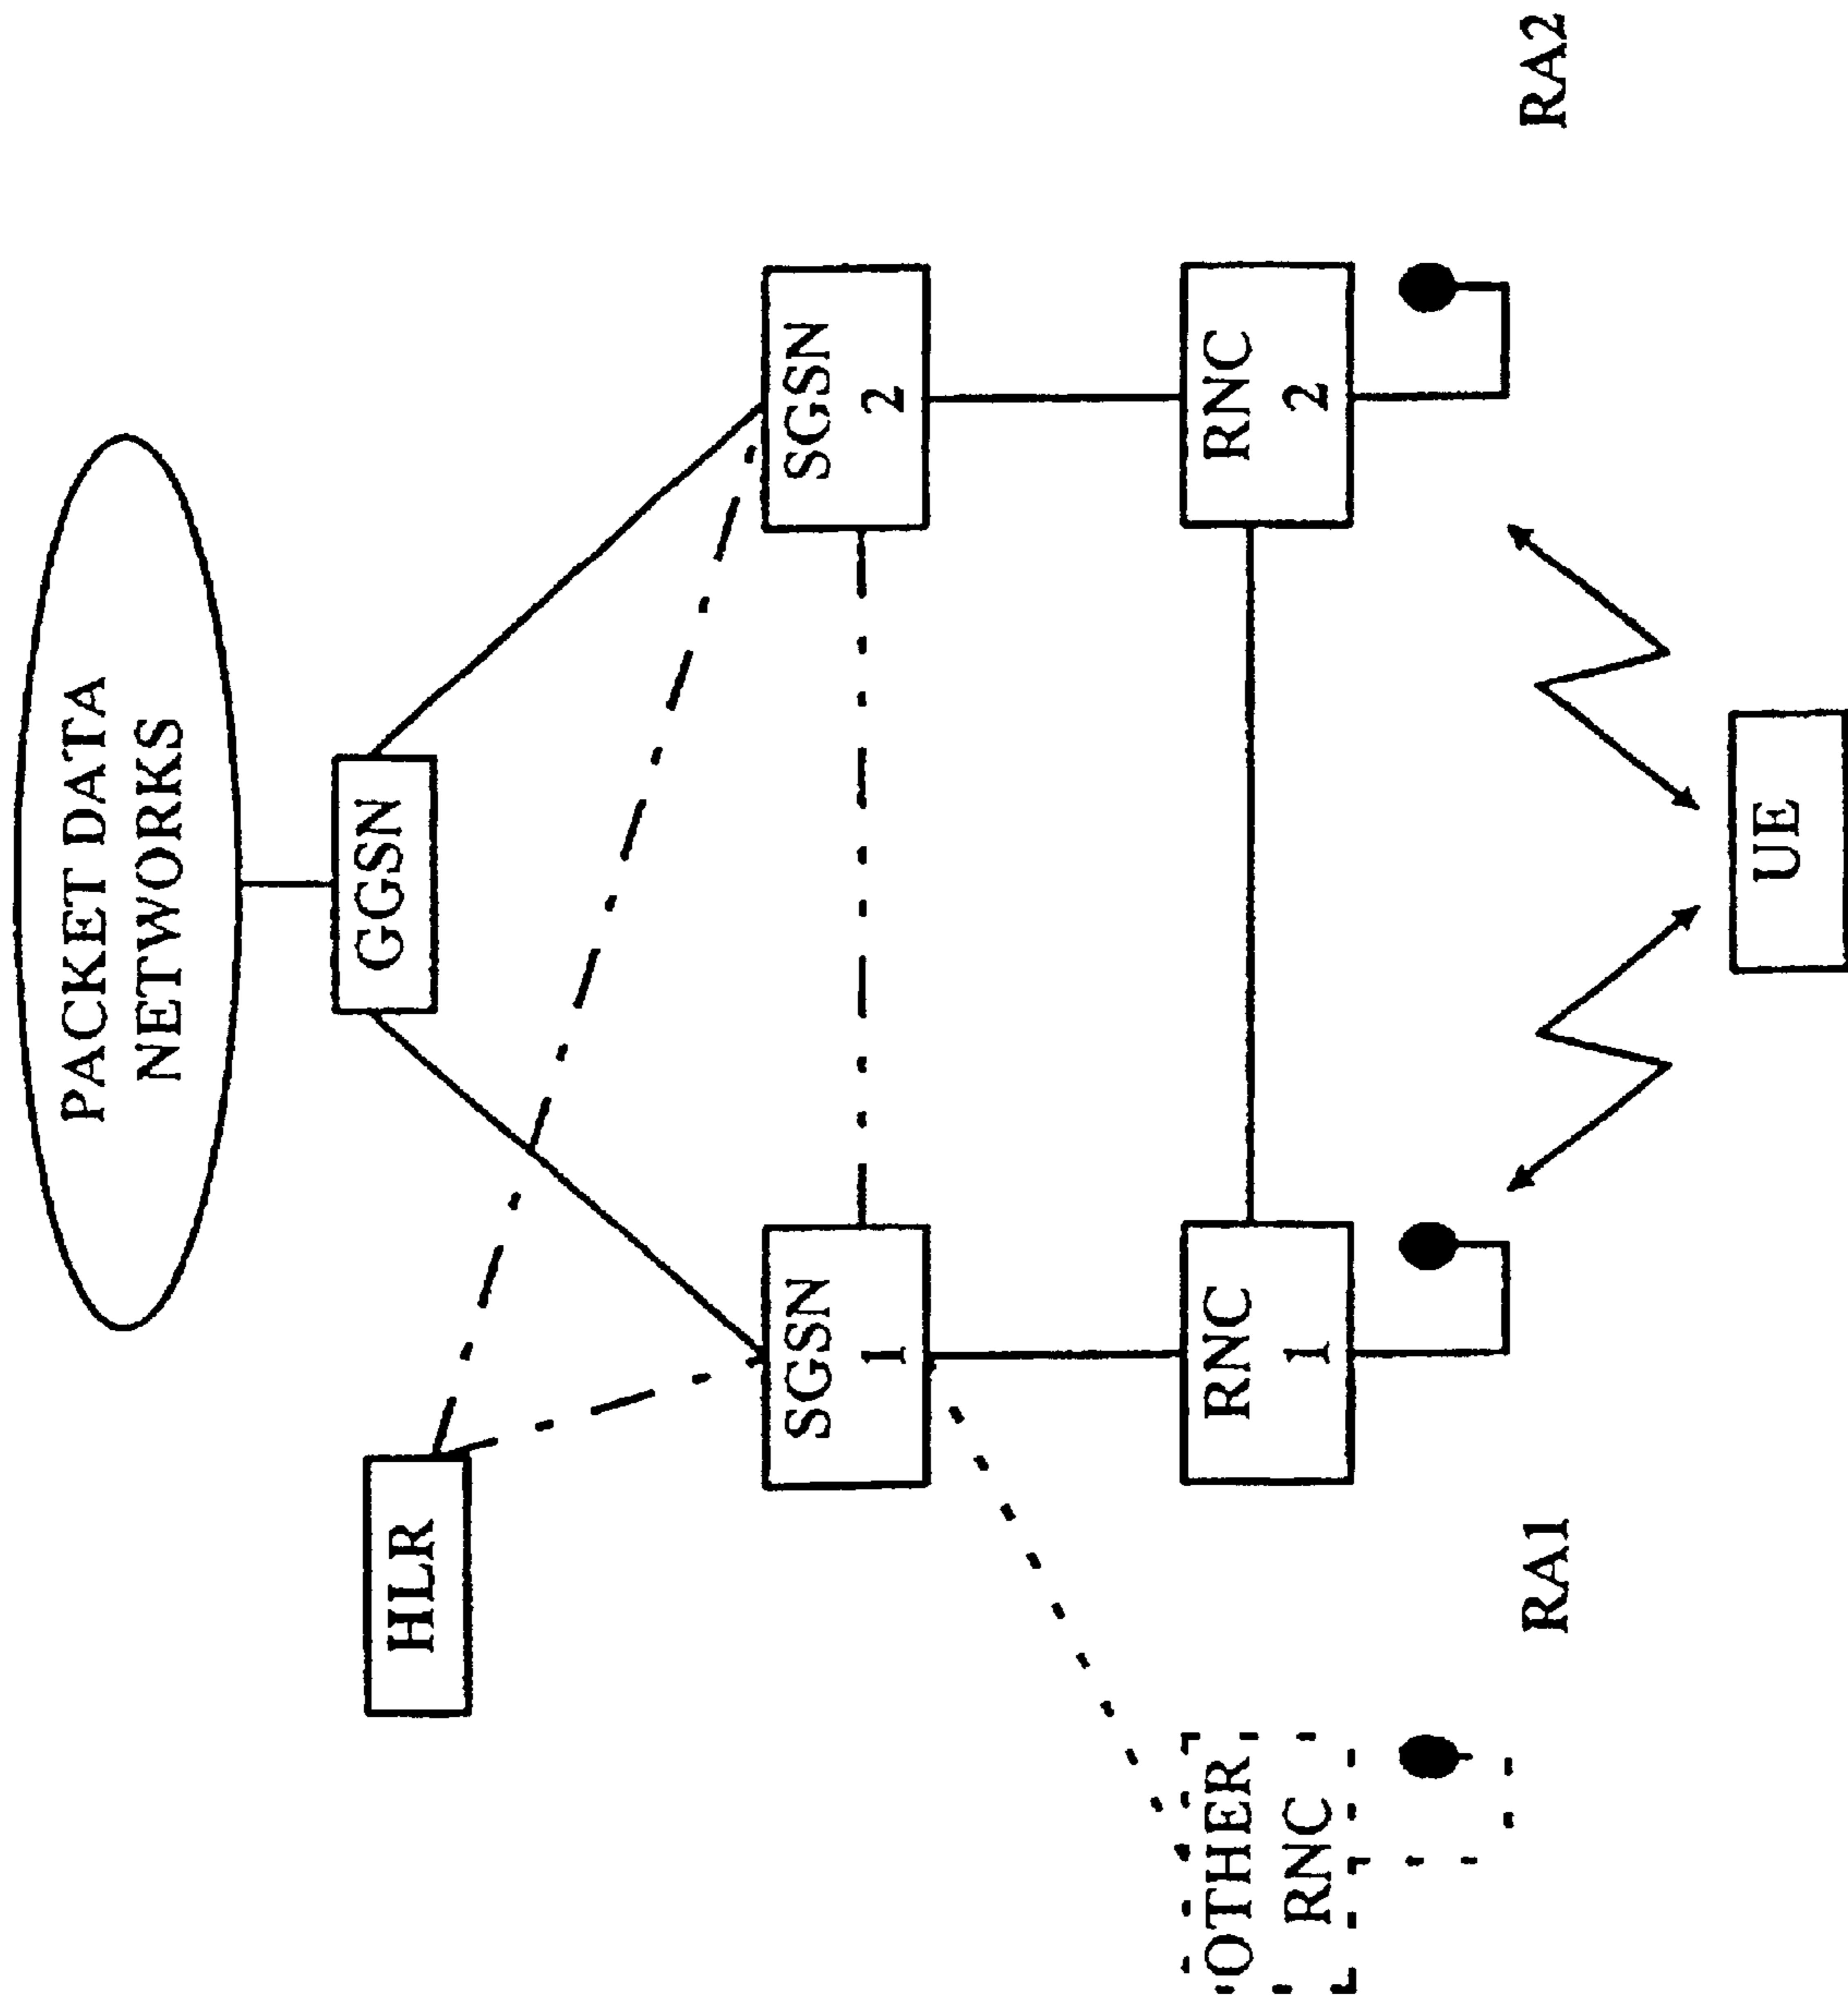 PACKET DATA
NETWORKS
HLR
GGSN
SGSN
1
SGSN
2
OTHER
RNC
RNC
1
RNC
2
RA1
RA2
UE